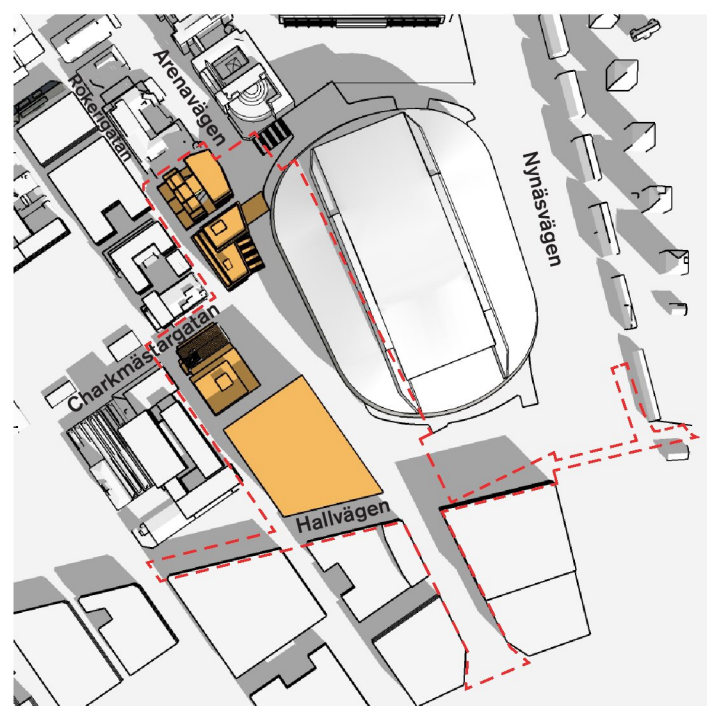 Arenavägen
Rökerigatan
Nynäsvägen
Charkmästargatan
Hallvägen